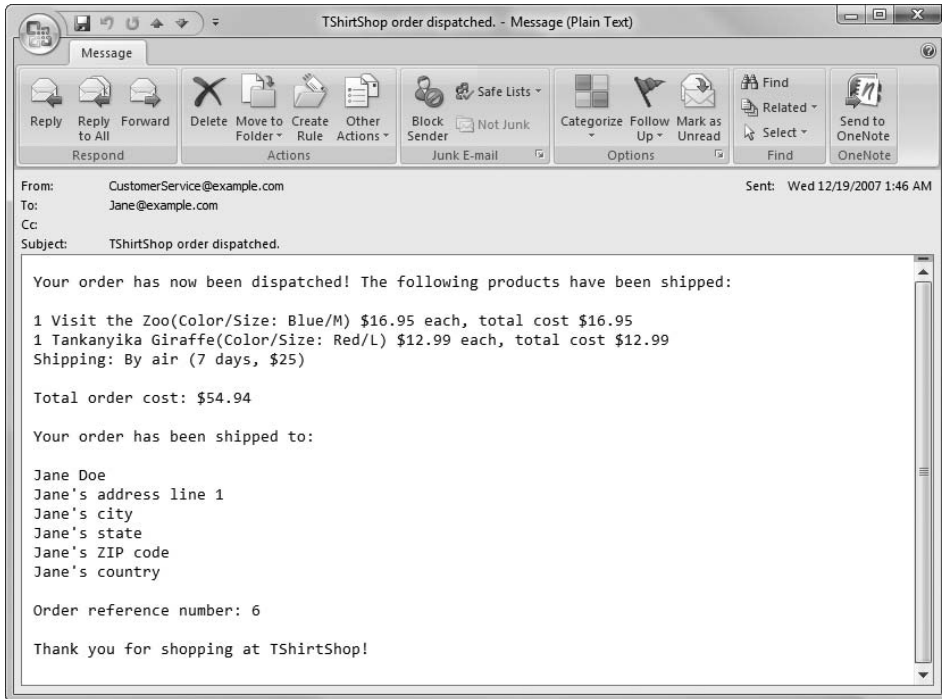 TShirtShop order dispatched. - Message (Plain Text)
Message
Reply
Reply to All
Forward
Respond
Delete
Move to Folder
Create Rule
Other Actions
Actions
Block Sender
Safe Lists
Not Junk
Junk E-mail
Categorize
Follow Up
Mark as Unread
Options
Find
Related
Select
Find
Send to OneNote
OneNote
From: CustomerService@example.com
Sent: Wed 12/19/2007 1:46 AM
To: Jane@example.com
Cc:
Subject: TShirtShop order dispatched.
Your order has now been dispatched! The following products have been shipped:
1 Visit the Zoo(Color/Size: Blue/M) $16.95 each, total cost $16.95
1 Tankanyika Giraffe(Color/Size: Red/L) $12.99 each, total cost $12.99
Shipping: By air (7 days, $25)
Total order cost: $54.94
Your order has been shipped to:
Jane Doe
Jane's address line 1
Jane's city
Jane's state
Jane's ZIP code
Jane's country
Order reference number: 6
Thank you for shopping at TShirtShop!